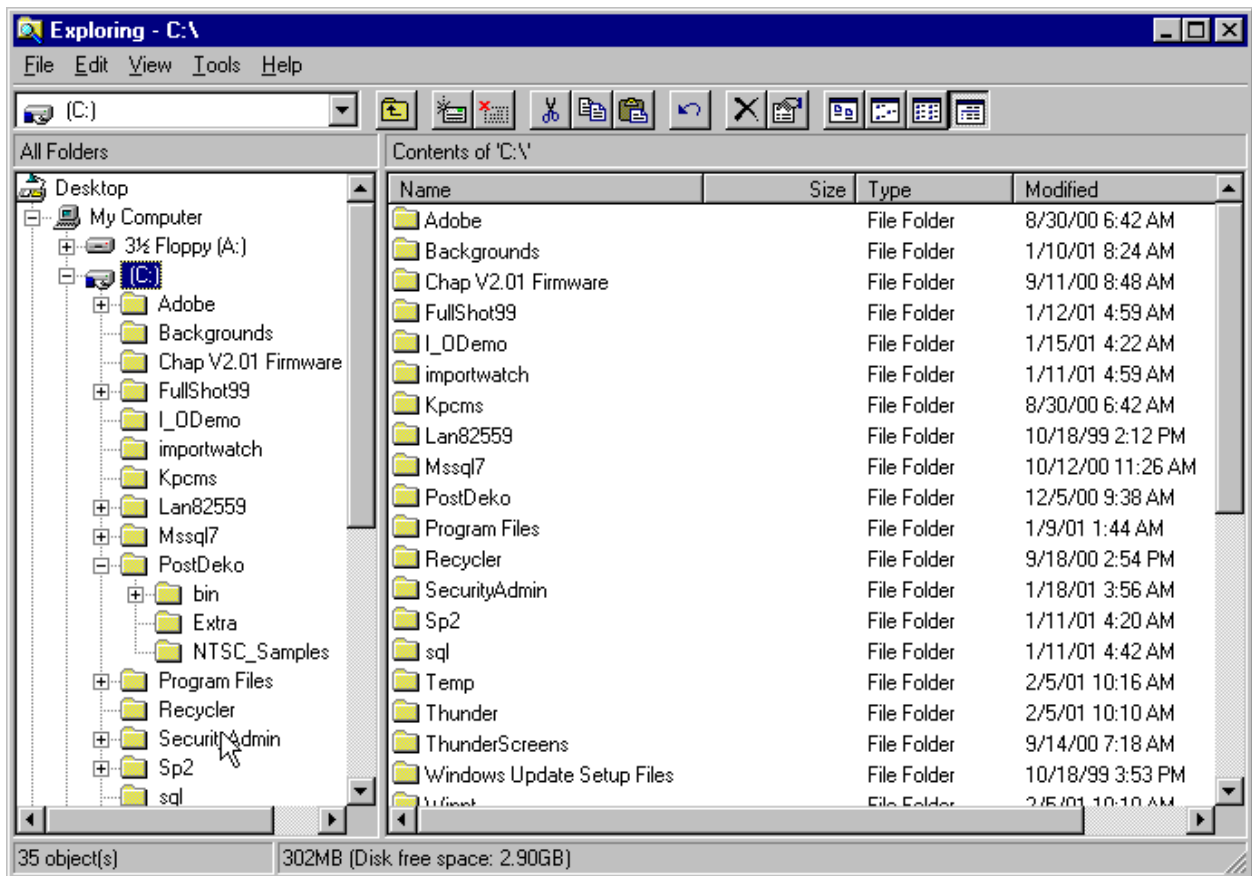 Exploring - C:\
File Edit View Tools Help
(C:)
All Folders
Contents of 'C:\'
Desktop
My Computer
3½ Floppy (A:)
(C:)
Adobe
Backgrounds
Chap V2.01 Firmware
FullShot99
I_ODemo
importwatch
Kpcms
Lan82559
Mssql7
PostDeko
bin
Extra
NTSC_Samples
Program Files
Recycler
SecurityAdmin
Sp2
sql
Name Size Type Modified
Adobe File Folder 8/30/00 6:42 AM
Backgrounds File Folder 1/10/01 8:24 AM
Chap V2.01 Firmware File Folder 9/11/00 8:48 AM
FullShot99 File Folder 1/12/01 4:59 AM
I_ODemo File Folder 1/15/01 4:22 AM
importwatch File Folder 1/11/01 4:59 AM
Kpcms File Folder 8/30/00 6:42 AM
Lan82559 File Folder 10/18/99 2:12 PM
Mssql7 File Folder 10/12/00 11:26 AM
PostDeko File Folder 12/5/00 9:38 AM
Program Files File Folder 1/9/01 1:44 AM
Recycler File Folder 9/18/00 2:54 PM
SecurityAdmin File Folder 1/18/01 3:56 AM
Sp2 File Folder 1/11/01 4:20 AM
sql File Folder 1/11/01 4:42 AM
Temp File Folder 2/5/01 10:16 AM
Thunder File Folder 2/5/01 10:10 AM
ThunderScreens File Folder 9/14/00 7:18 AM
Windows Update Setup Files File Folder 10/18/99 3:53 PM
Winnt File Folder 2/5/01 10:10 AM
35 object(s)
302MB (Disk free space: 2.90GB)